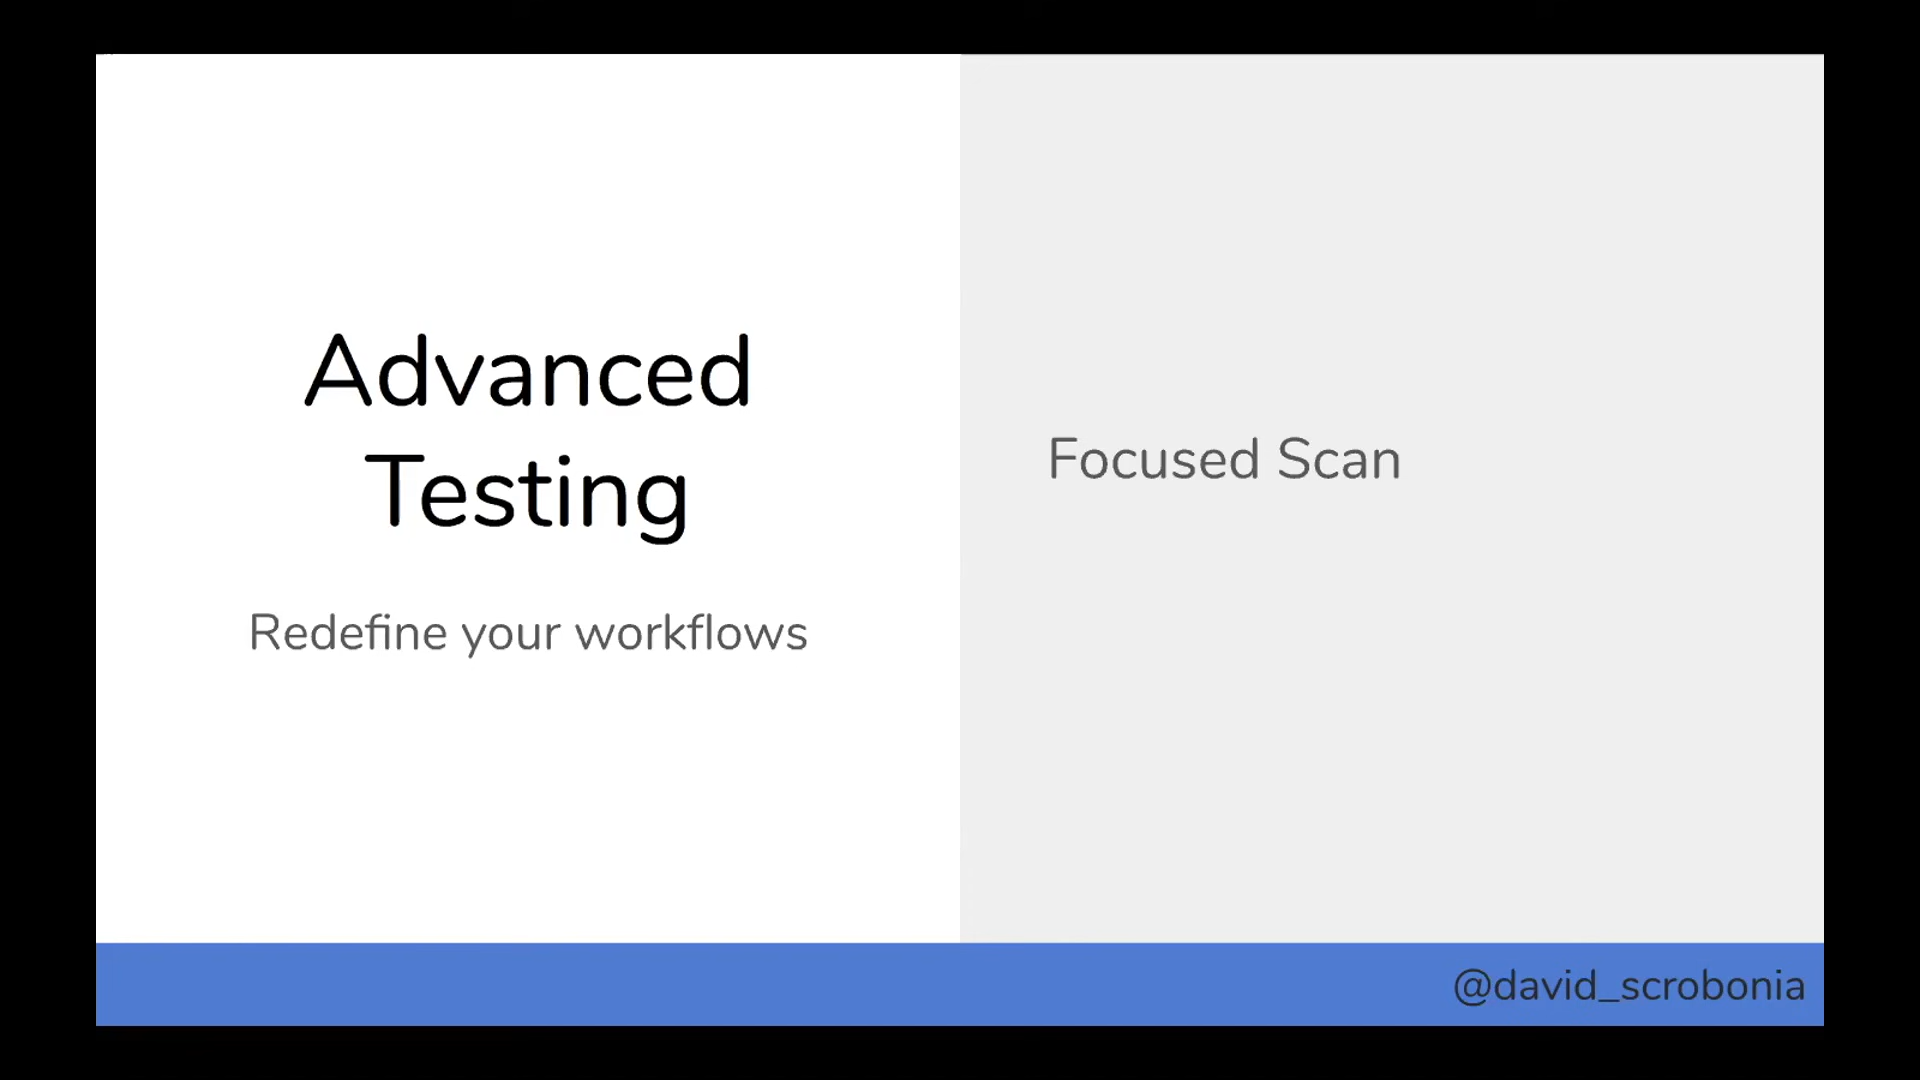 Advanced
Testing
Redefine your workflows
Focused Scan
@david_scrobonia